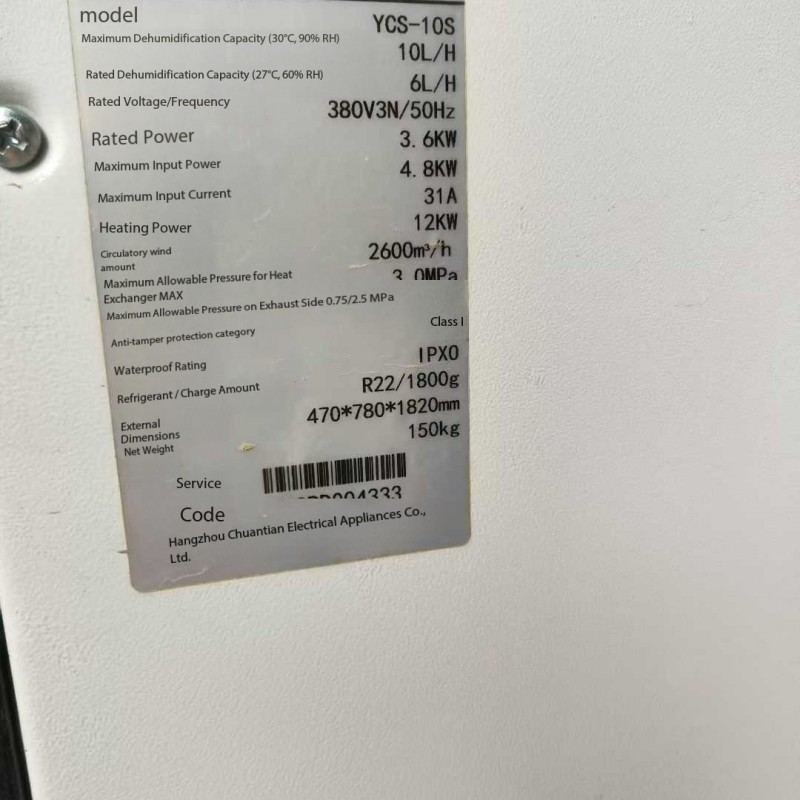 model YCS-10S
Maximum Dehumidification Capacity (30°C, 90% RH) 10L/H
Rated Dehumidification Capacity (27°C, 60% RH) 6L/H
Rated Voltage/Frequency 380V3N/50Hz
Rated Power 3.6KW
Maximum Input Power 4.8KW
Maximum Input Current 31A
Heating Power 12KW
Circulatory wind
amount 2600m³/h
Maximum Allowable Pressure for Heat
Exchanger MAX 3.0MPa
Maximum Allowable Pressure on Exhaust Side 0.75/2.5 MPa
Anti-tamper protection category Class I
Waterproof Rating IPX0
Refrigerant / Charge Amount R22/1800g
External
Dimensions 470*780*1820mm
Net Weight 150kg
Service
Code
Hangzhou Chuantian Electrical Appliances Co.,
Ltd.